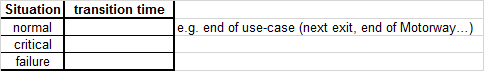 Situation transition time
normal e.g. end of use-case (next exit, end of Motorway…)
critical
failure